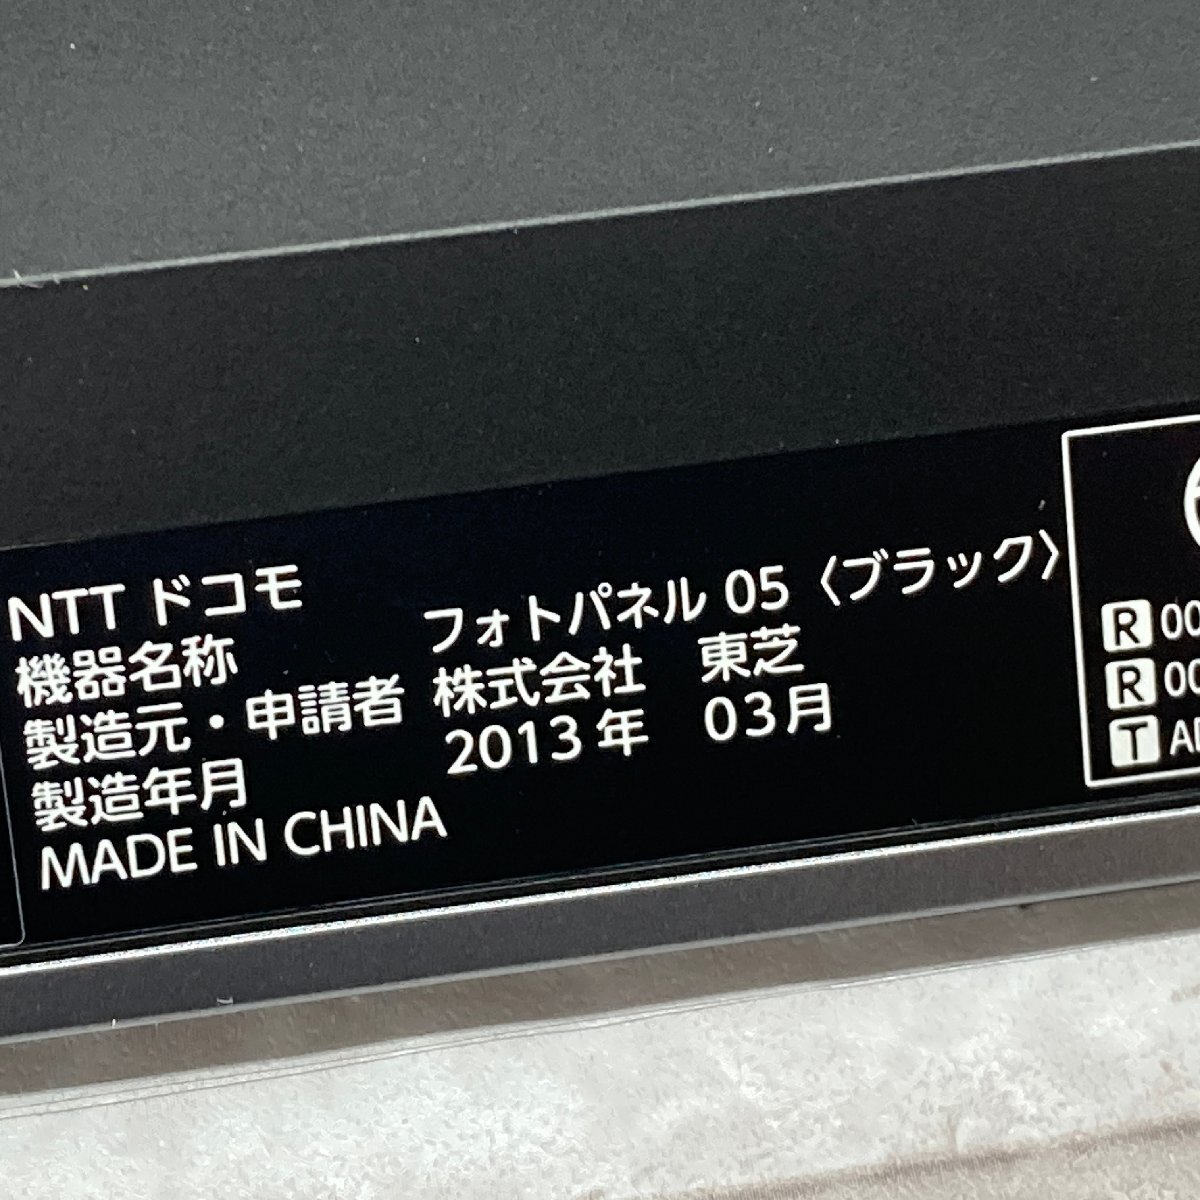 NTT ドコモ
機器名称 フォトパネル 05〈ブラック〉
製造元・申請者 株式会社 東芝
製造年月 2013年 03月
MADE IN CHINA
R 00
R 00
T